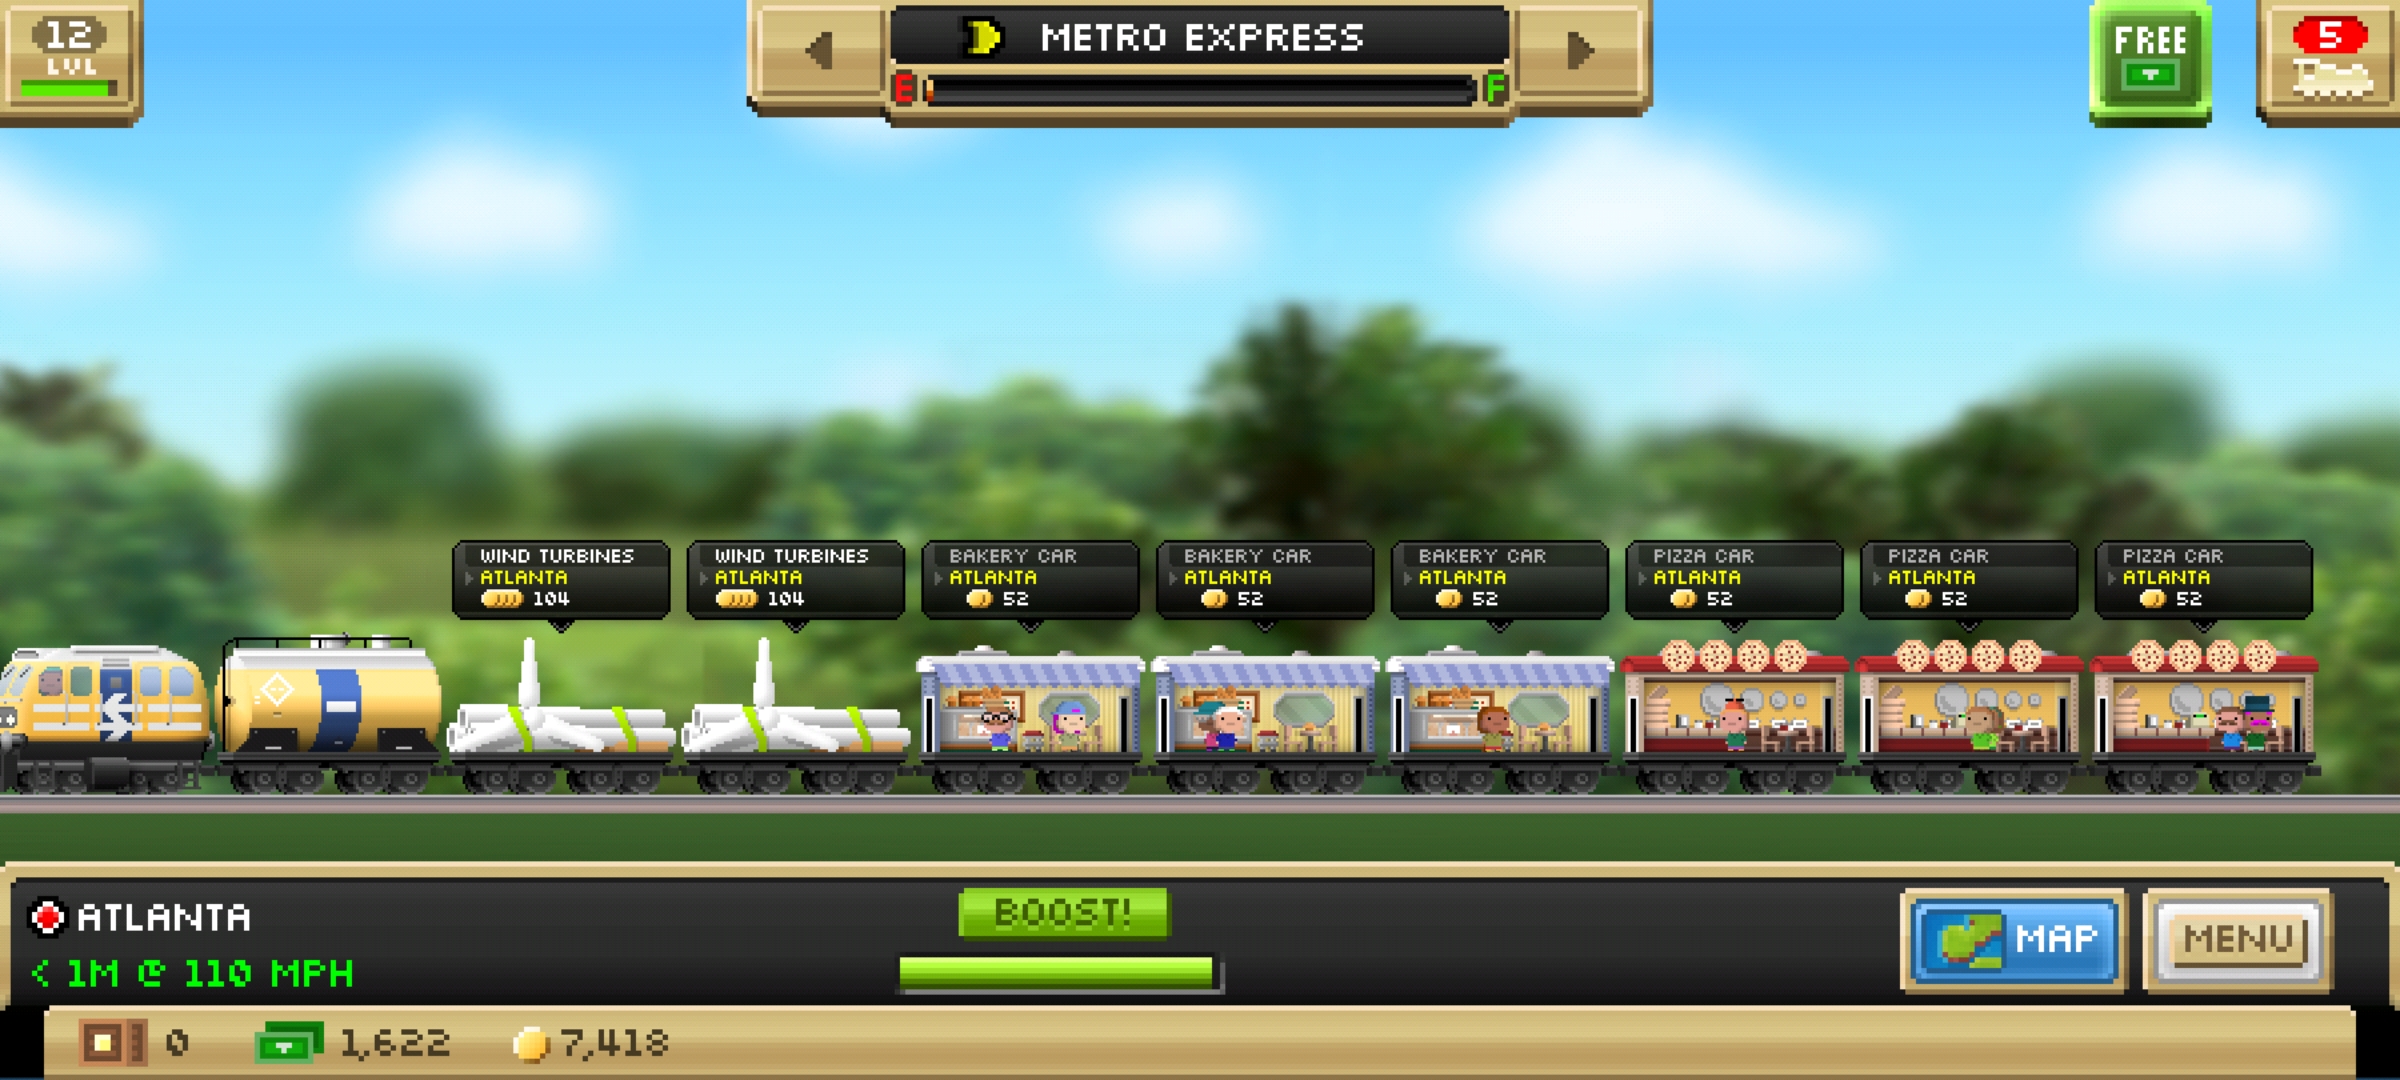 12
LVL
METRO EXPRESS
E
F
FREE
5
WIND TURBINES
ATLANTA
104
WIND TURBINES
ATLANTA
104
BAKERY CAR
ATLANTA
52
BAKERY CAR
ATLANTA
52
BAKERY CAR
ATLANTA
52
PIZZA CAR
ATLANTA
52
PIZZA CAR
ATLANTA
52
PIZZA CAR
ATLANTA
52
ATLANTA
< 1M @ 110 MPH
BOOST!
MAP
MENU
0
1,622
7,418